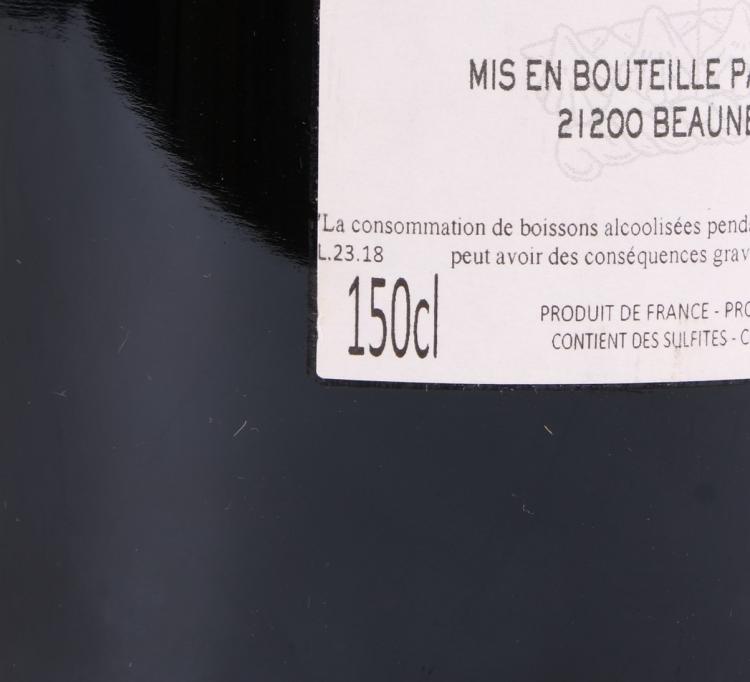 MIS EN BOUTEILLE PA
21200 BEAUNE
"La consommation de boissons alcoolisées penda
L.23.18 peut avoir des conséquences grav
150cl
PRODUIT DE FRANCE - PRO
CONTIENT DES SULFITES - C